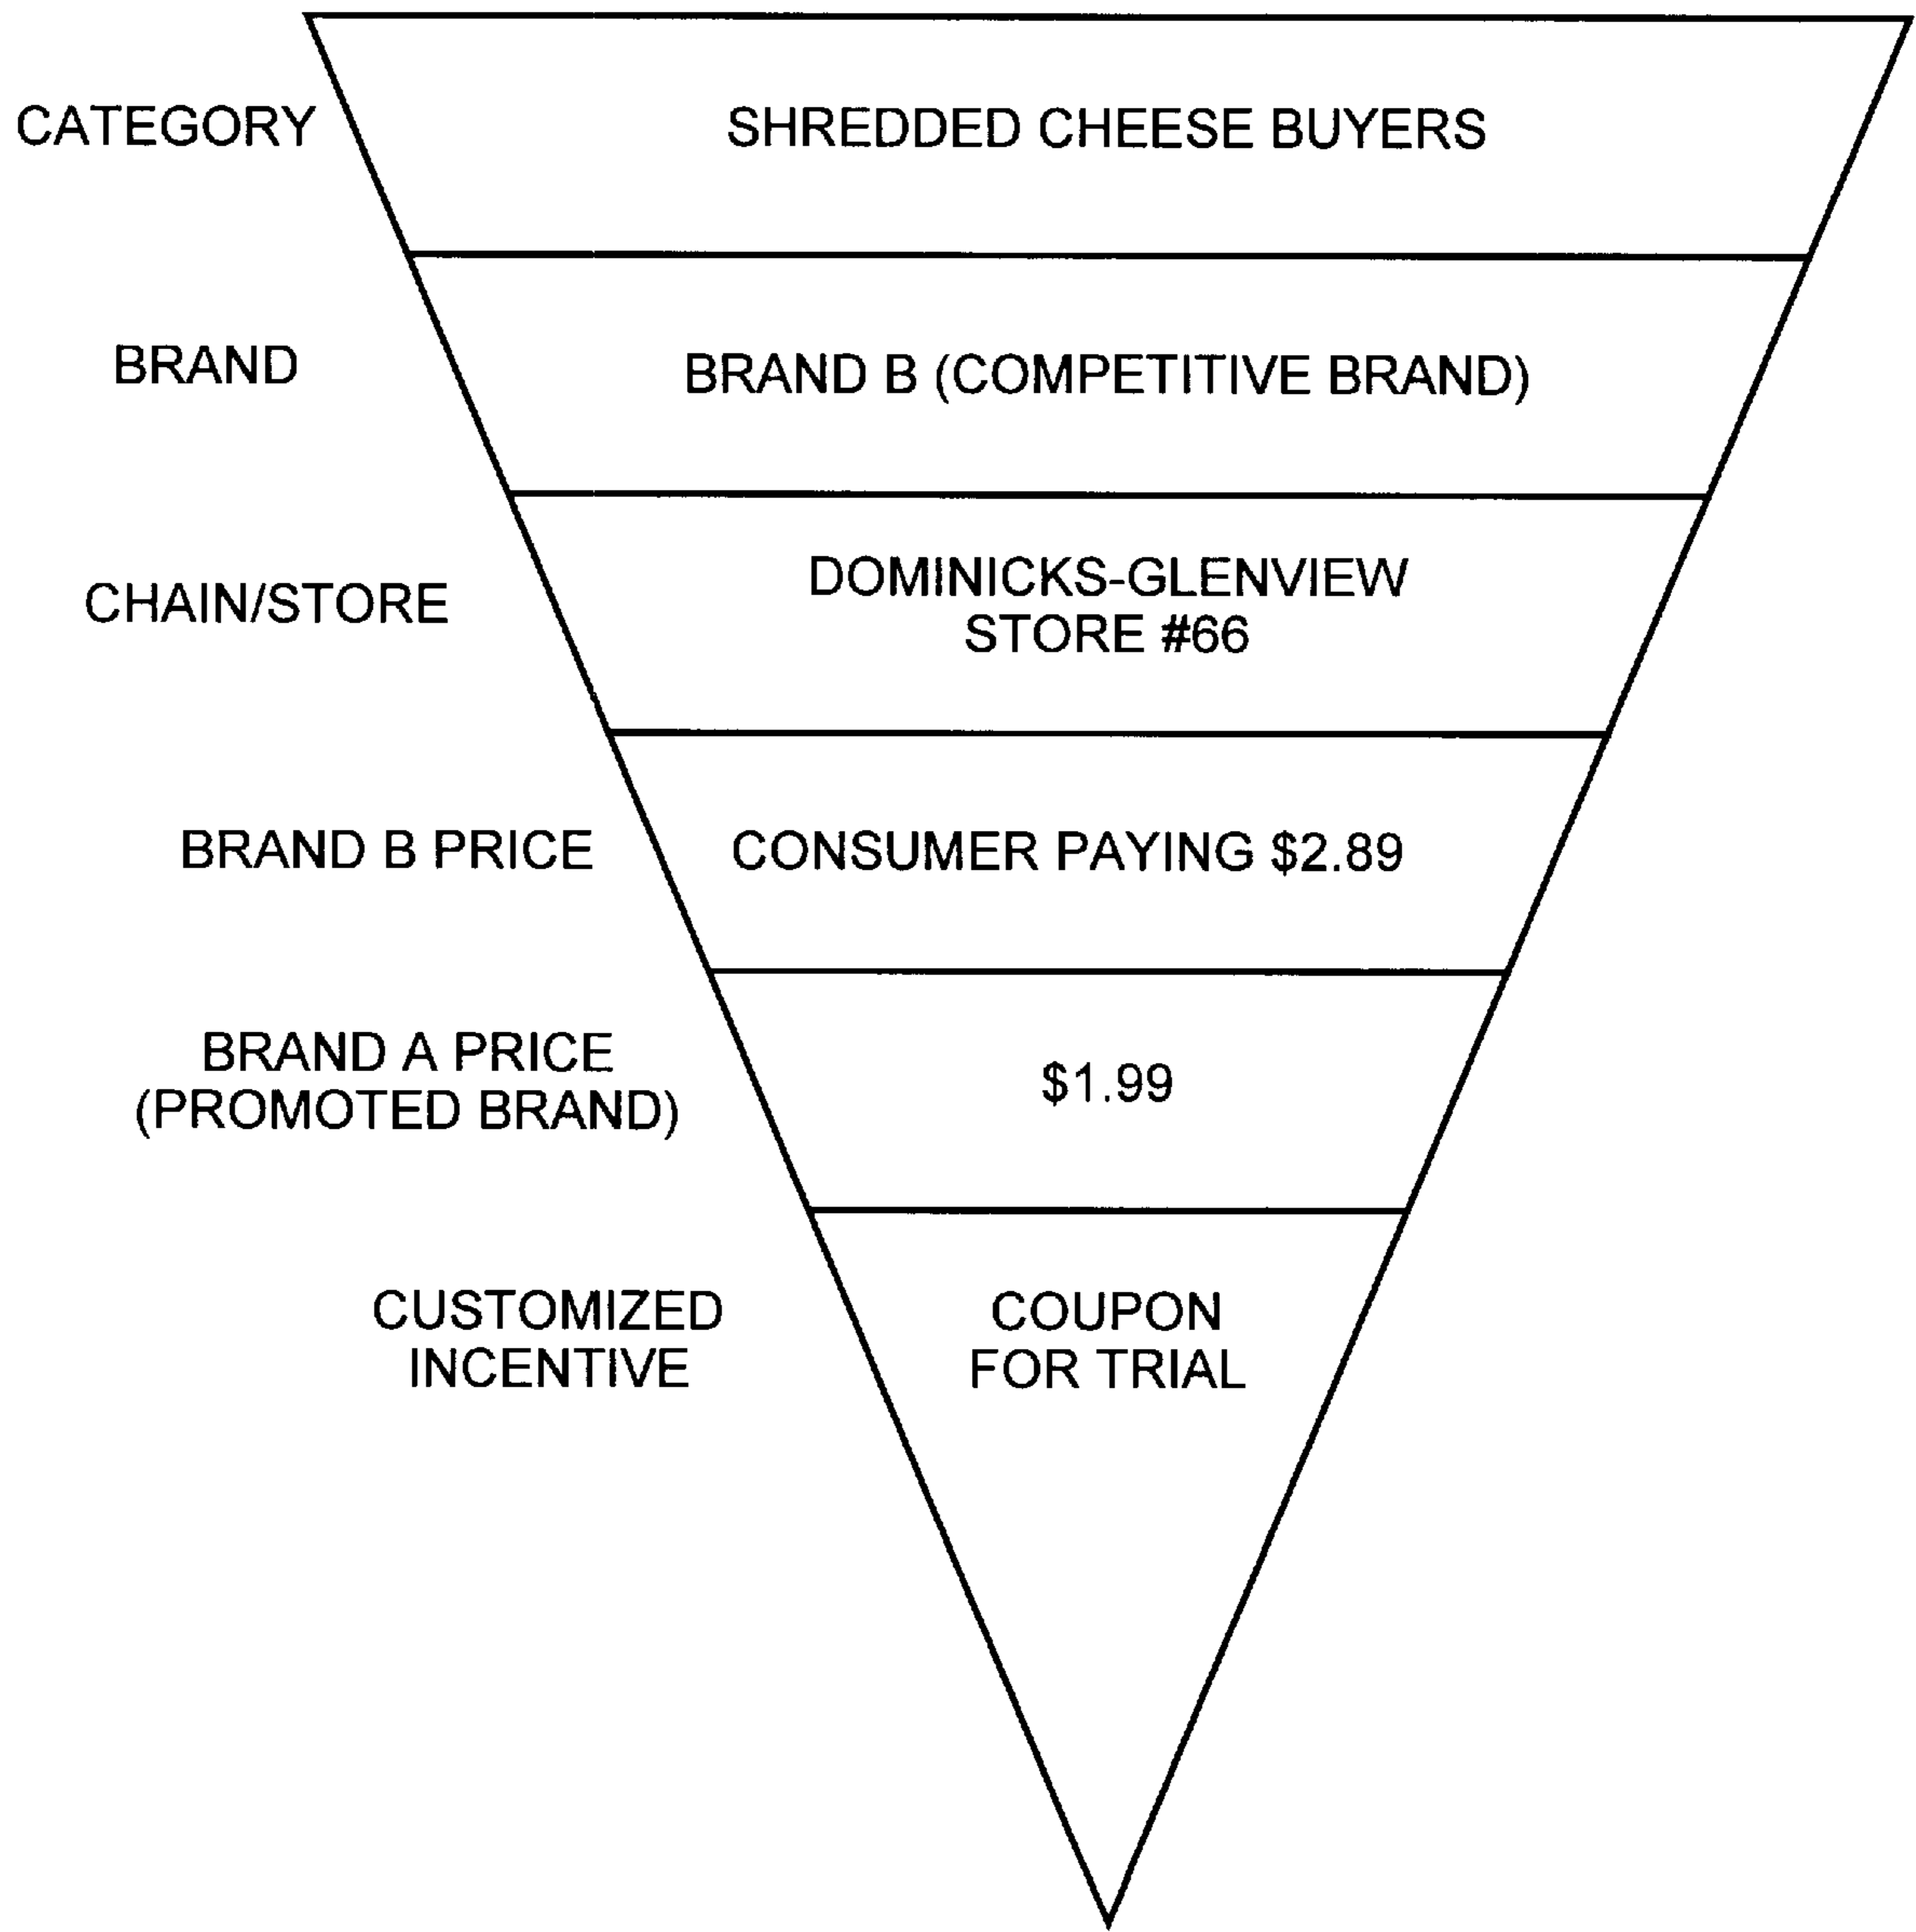 CATEGORY
SHREDDED CHEESE BUYERS
BRAND
BRAND B (COMPETITIVE BRAND)
CHAIN/STORE
DOMINICKS-GLENVIEW
STORE #66
BRAND B PRICE
CONSUMER PAYING $2.89
BRAND A PRICE
(PROMOTED BRAND)
$1.99
CUSTOMIZED
INCENTIVE
COUPON
FOR TRIAL